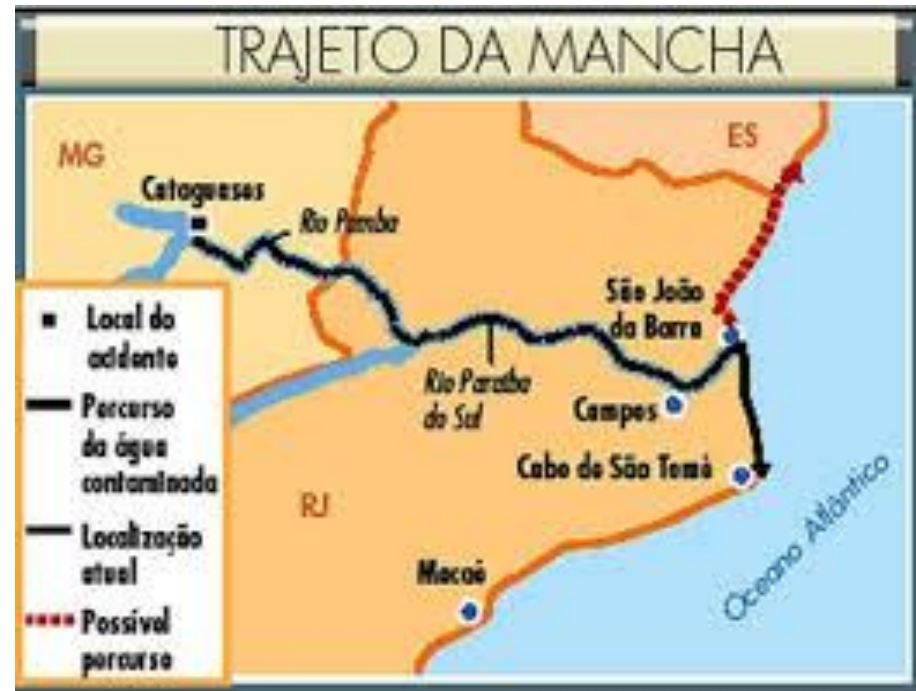 TRAJETO DA MANCHA
MG
ES
Cataguases
Rio Pomba
São João
da Barra
Local do
acidente
Percurso
da água
contaminada
Localização
atual
Possível
percurso
Rio Paraíba
do Sul
Campos
Cabo de São Tomé
RJ
Macaé
Oceano Atlântico